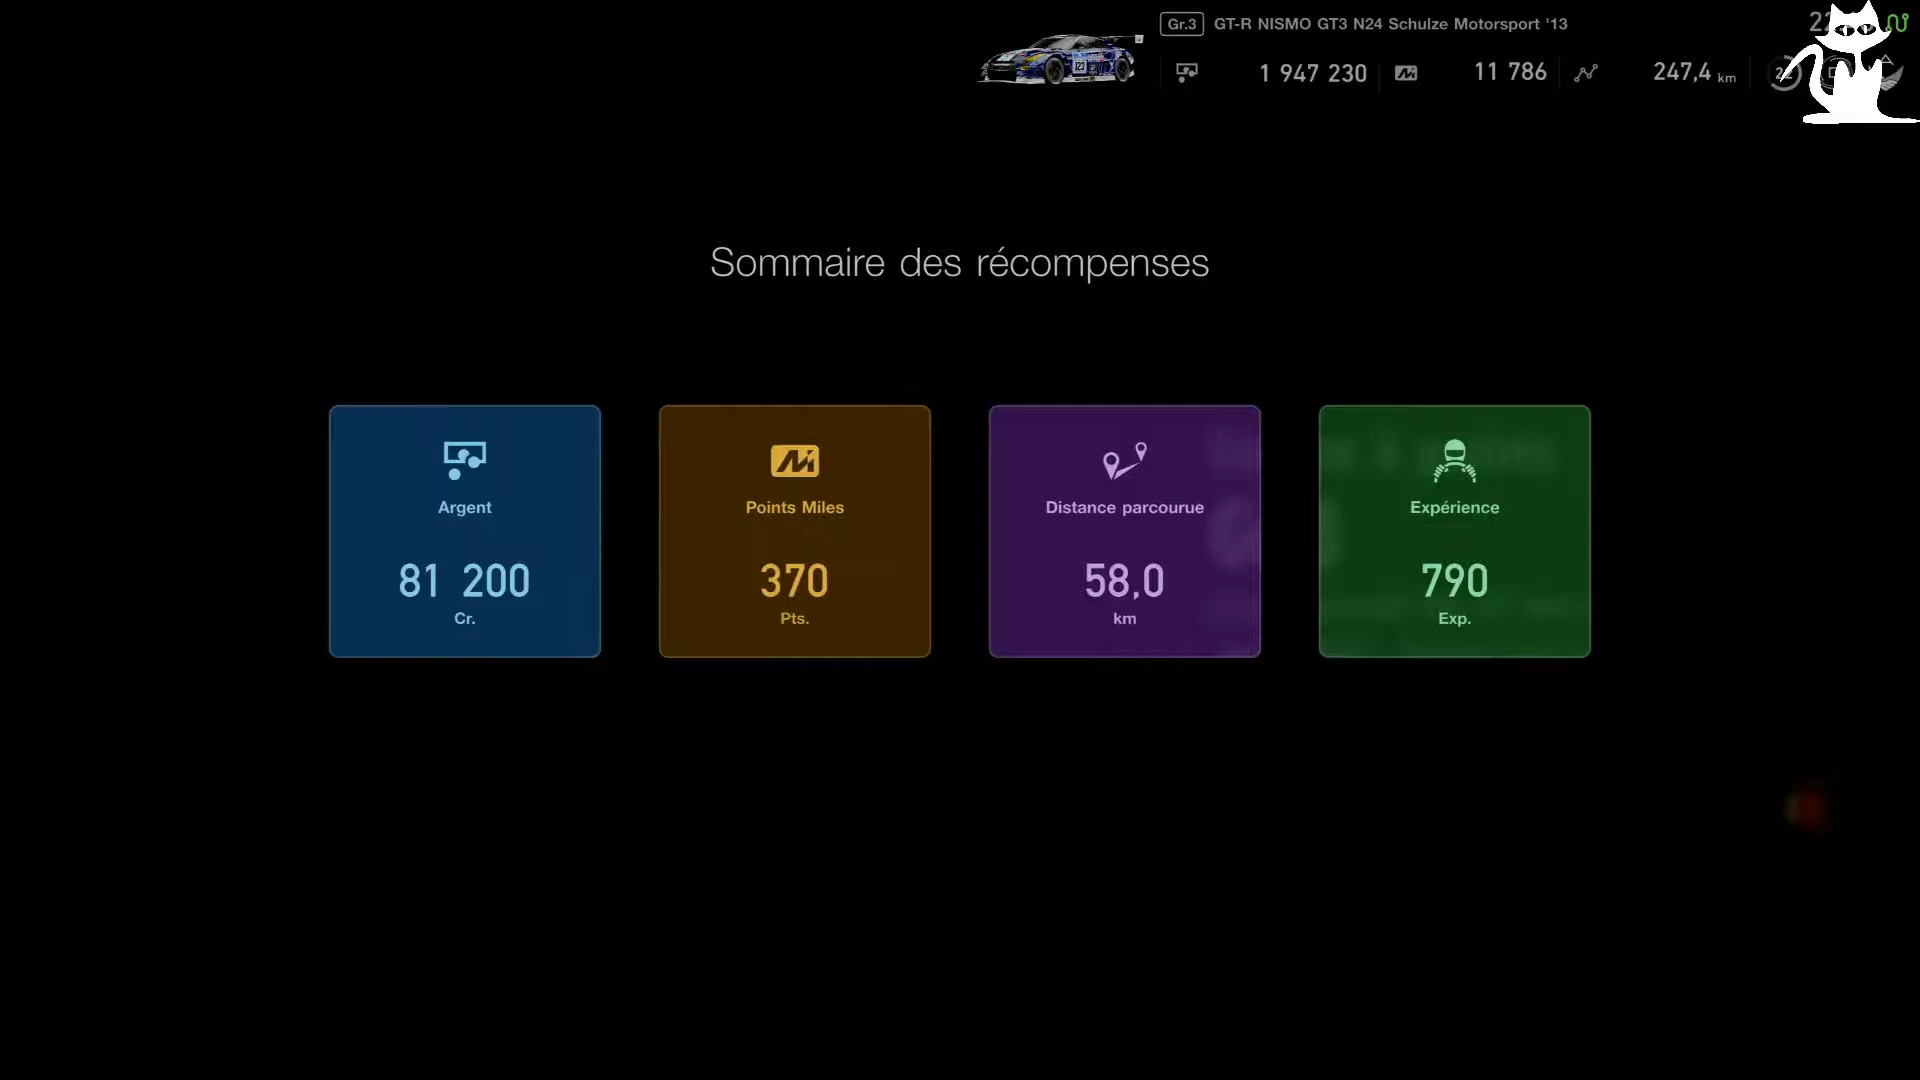 Gr.3 GT-R NISMO GT3 N24 Schulze Motorsport '13
1 947 230 11 786 247,4 km
Sommaire des récompenses
Argent
81 200
Cr.
Points Miles
370
Pts.
Distance parcourue
58,0
km
Expérience
790
Exp.